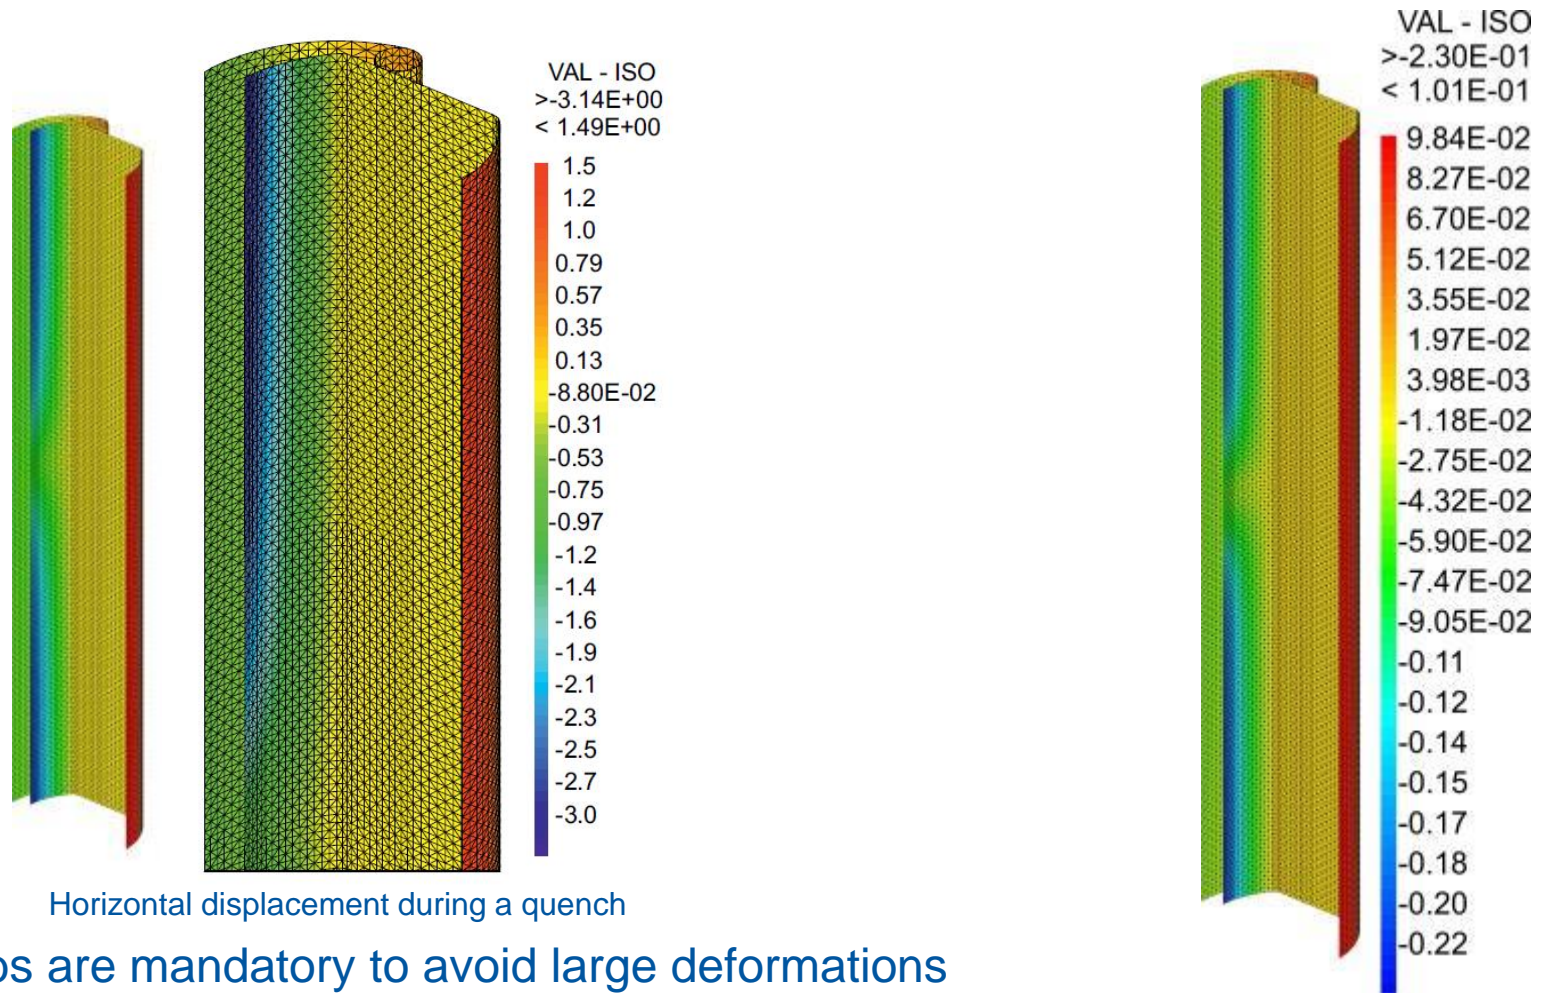 VAL - ISO
>-3.14E+00
< 1.49E+00
1.5
1.2
1.0
0.79
0.57
0.35
0.13
-8.80E-02
-0.31
-0.53
-0.75
-0.97
-1.2
-1.4
-1.6
-1.9
-2.1
-2.3
-2.5
-2.7
-3.0
Horizontal displacement during a quench
are mandatory to avoid large deformations
VAL - ISO
>-2.30E-01
< 1.01E-01
9.84E-02
8.27E-02
6.70E-02
5.12E-02
3.55E-02
1.97E-02
3.98E-03
-1.18E-02
-2.75E-02
-4.32E-02
-5.90E-02
-7.47E-02
-9.05E-02
-0.11
-0.12
-0.14
-0.15
-0.17
-0.18
-0.20
-0.22